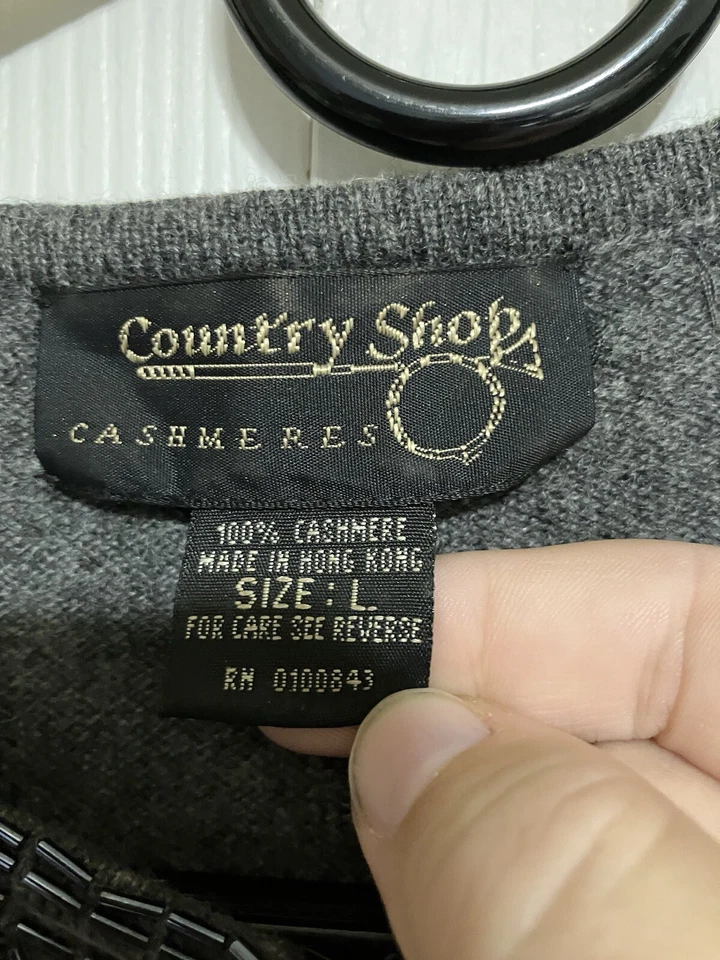 Country Shop
CASHMERES
100% CASHMERE
MADE IN HONG KONG
SIZE: L.
FOR CARE SEE REVERSE
RN 0100843